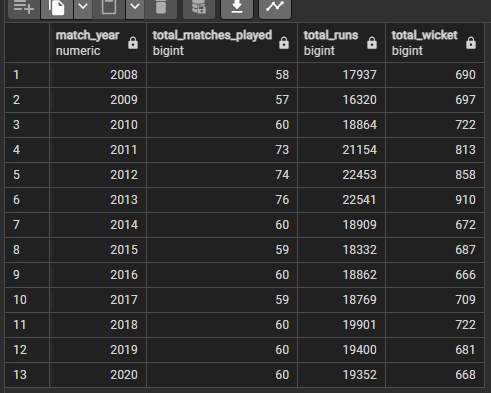 match_year total_matches_played total_runs total_wicket
numeric bigint bigint bigint
1 2008 58 17937 690
2 2009 57 16320 697
3 2010 60 18864 722
4 2011 73 21154 813
5 2012 74 22453 858
6 2013 76 22541 910
7 2014 60 18909 672
8 2015 59 18332 687
9 2016 60 18862 666
10 2017 59 18769 709
11 2018 60 19901 722
12 2019 60 19400 681
13 2020 60 19352 668